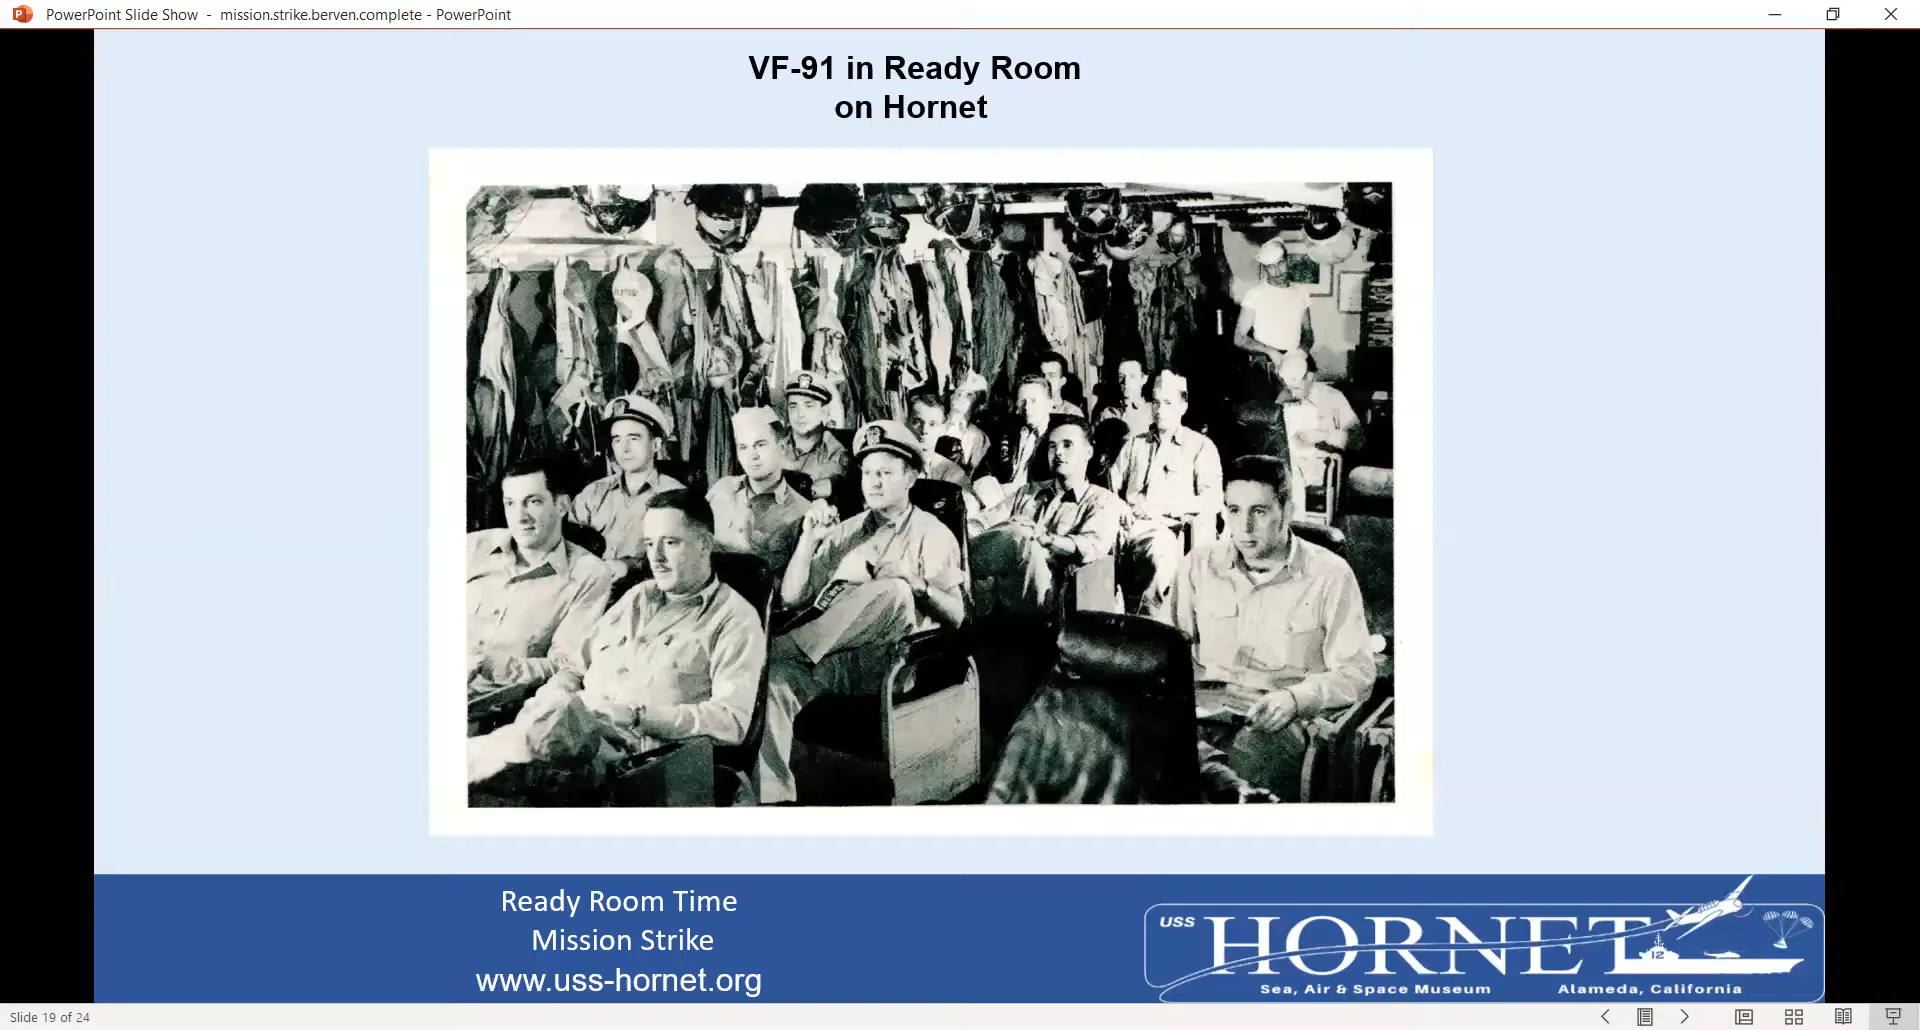 PowerPoint Slide Show - mission.strike.berven.complete - PowerPoint
VF-91 in Ready Room
on Hornet
Ready Room Time
Mission Strike
www.uss-hornet.org
USS HORNET
12
Sea, Air & Space Museum Alameda, California
Slide 19 of 24